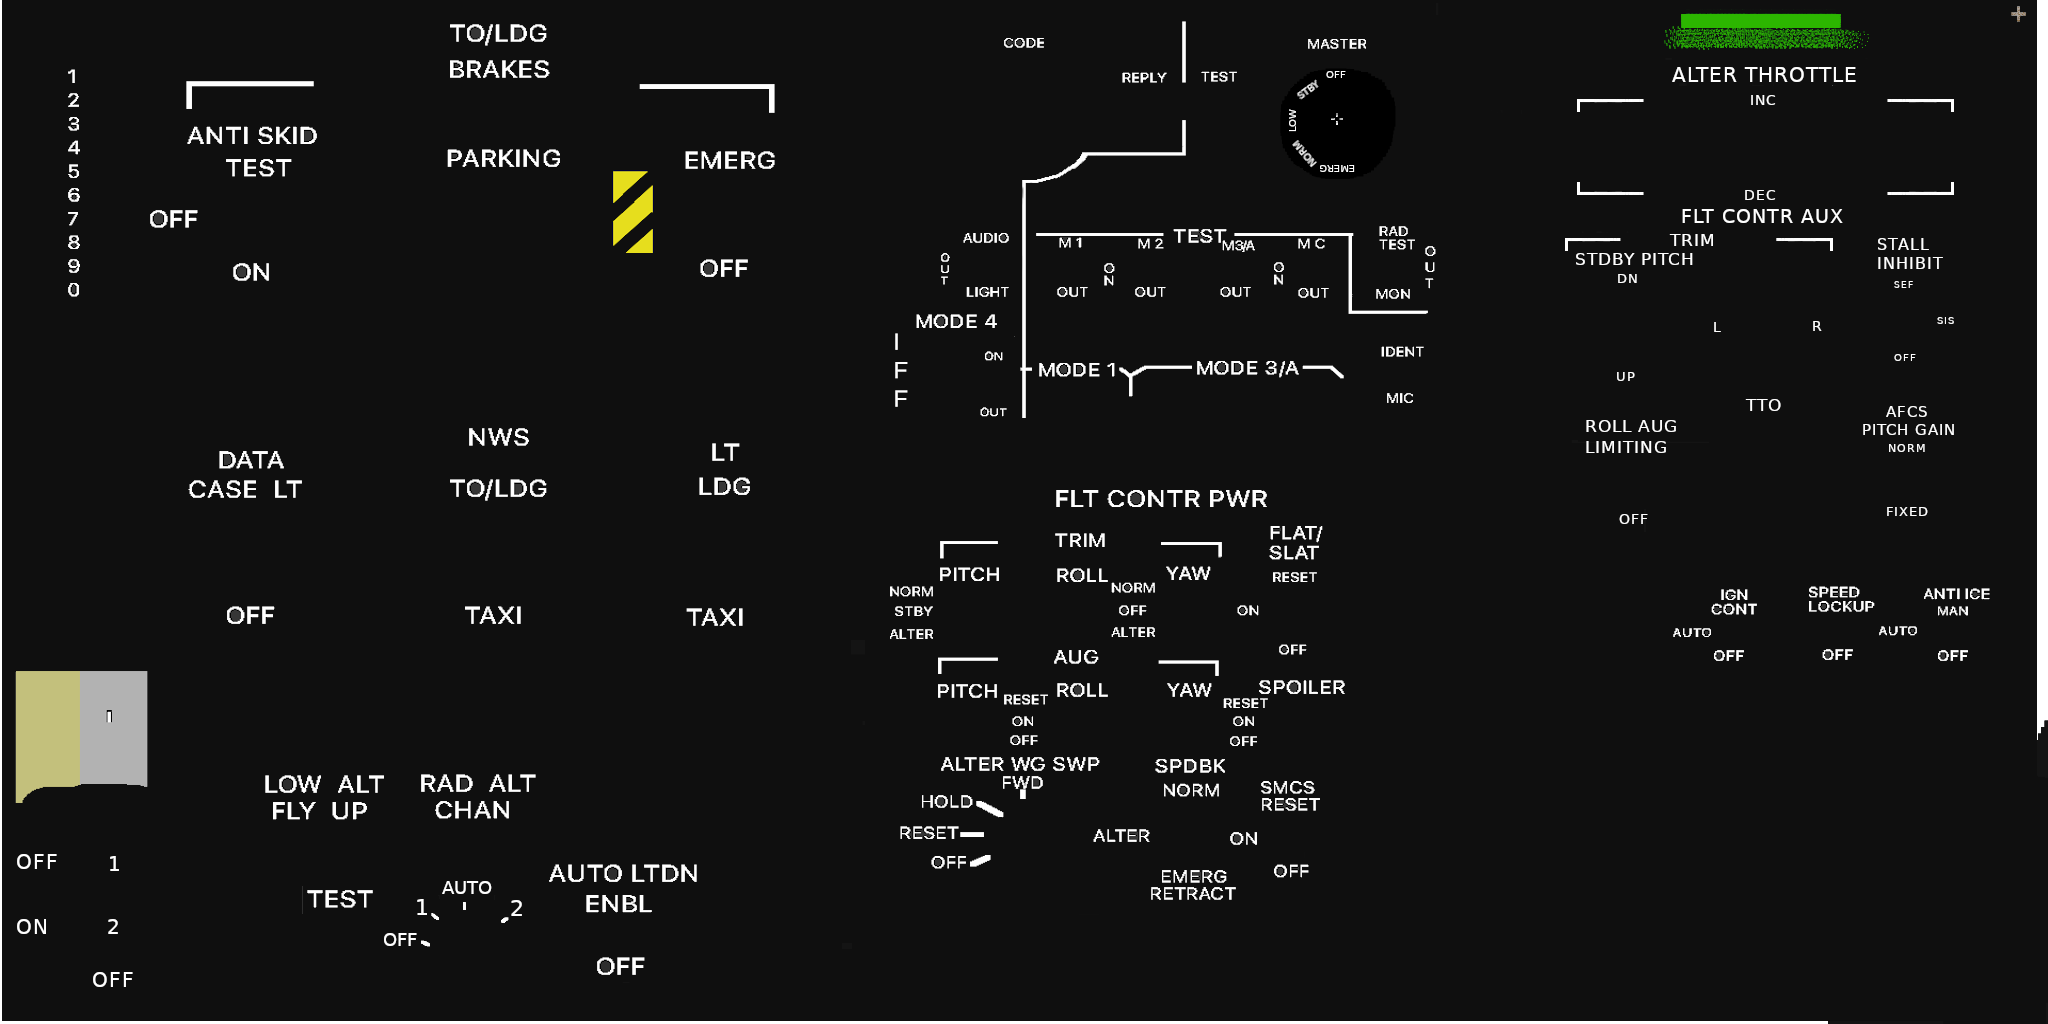 1
2
3
4
5
6
7
8
9
0
TO/LDG
BRAKES
ANTI SKID
TEST
PARKING
EMERG
OFF
ON
OFF
DATA
CASE LT
NWS
TO/LDG
LT
LDG
OFF
TAXI
TAXI
LOW ALT
FLY UP
RAD ALT
CHAN
OFF
1
ON
2
OFF
TEST
AUTO
1
2
OFF
AUTO LTDN
ENBL
OFF
CODE
REPLY
TEST
MASTER
OFF
STBY
LOW
NORM
EMERG
AUDIO
OUT
LIGHT
TEST
M 1
M 2
M3/A
M C
ON
ON
OUT
OUT
OUT
OUT
RAD
TEST
OUT
MON
MODE 4
IFF
ON
OUT
MODE 1
MODE 3/A
IDENT
MIC
FLT CONTR PWR
TRIM
FLAT/
SLAT
PITCH
ROLL
YAW
RESET
NORM
STBY
ALTER
NORM
OFF
ALTER
ON
OFF
AUG
PITCH
ROLL
YAW
SPOILER
RESET
ON
OFF
RESET
ON
OFF
ALTER WG SWP
FWD
HOLD
RESET
OFF
SPDBK
NORM
ALTER
EMERG
RETRACT
SMCS
RESET
ON
OFF
ALTER THROTTLE
INC
DEC
FLT CONTR AUX
TRIM
STDBY PITCH
DN
STALL
INHIBIT
SEF
L
R
SIS
OFF
UP
TTO
ROLL AUG
LIMITING
AFCS
PITCH GAIN
NORM
OFF
FIXED
IGN
CONT
AUTO
OFF
SPEED
LOCKUP
OFF
ANTI ICE
MAN
AUTO
OFF